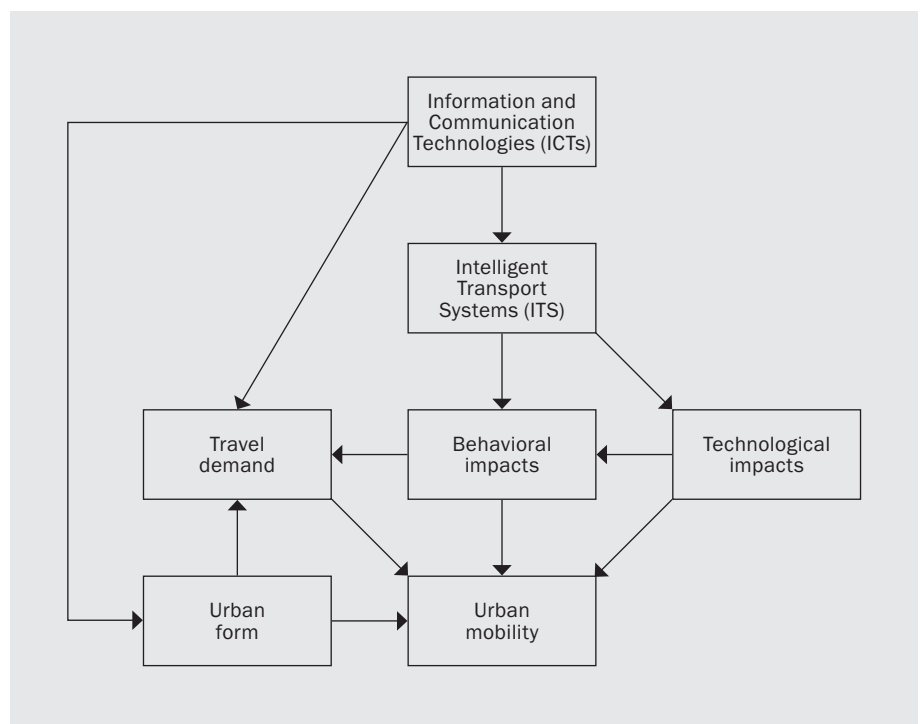 Information and
Communication
Technologies (ICTs)
Intelligent
Transport
Systems (ITS)
Travel
demand
Behavioral
impacts
Technological
impacts
Urban
form
Urban
mobility